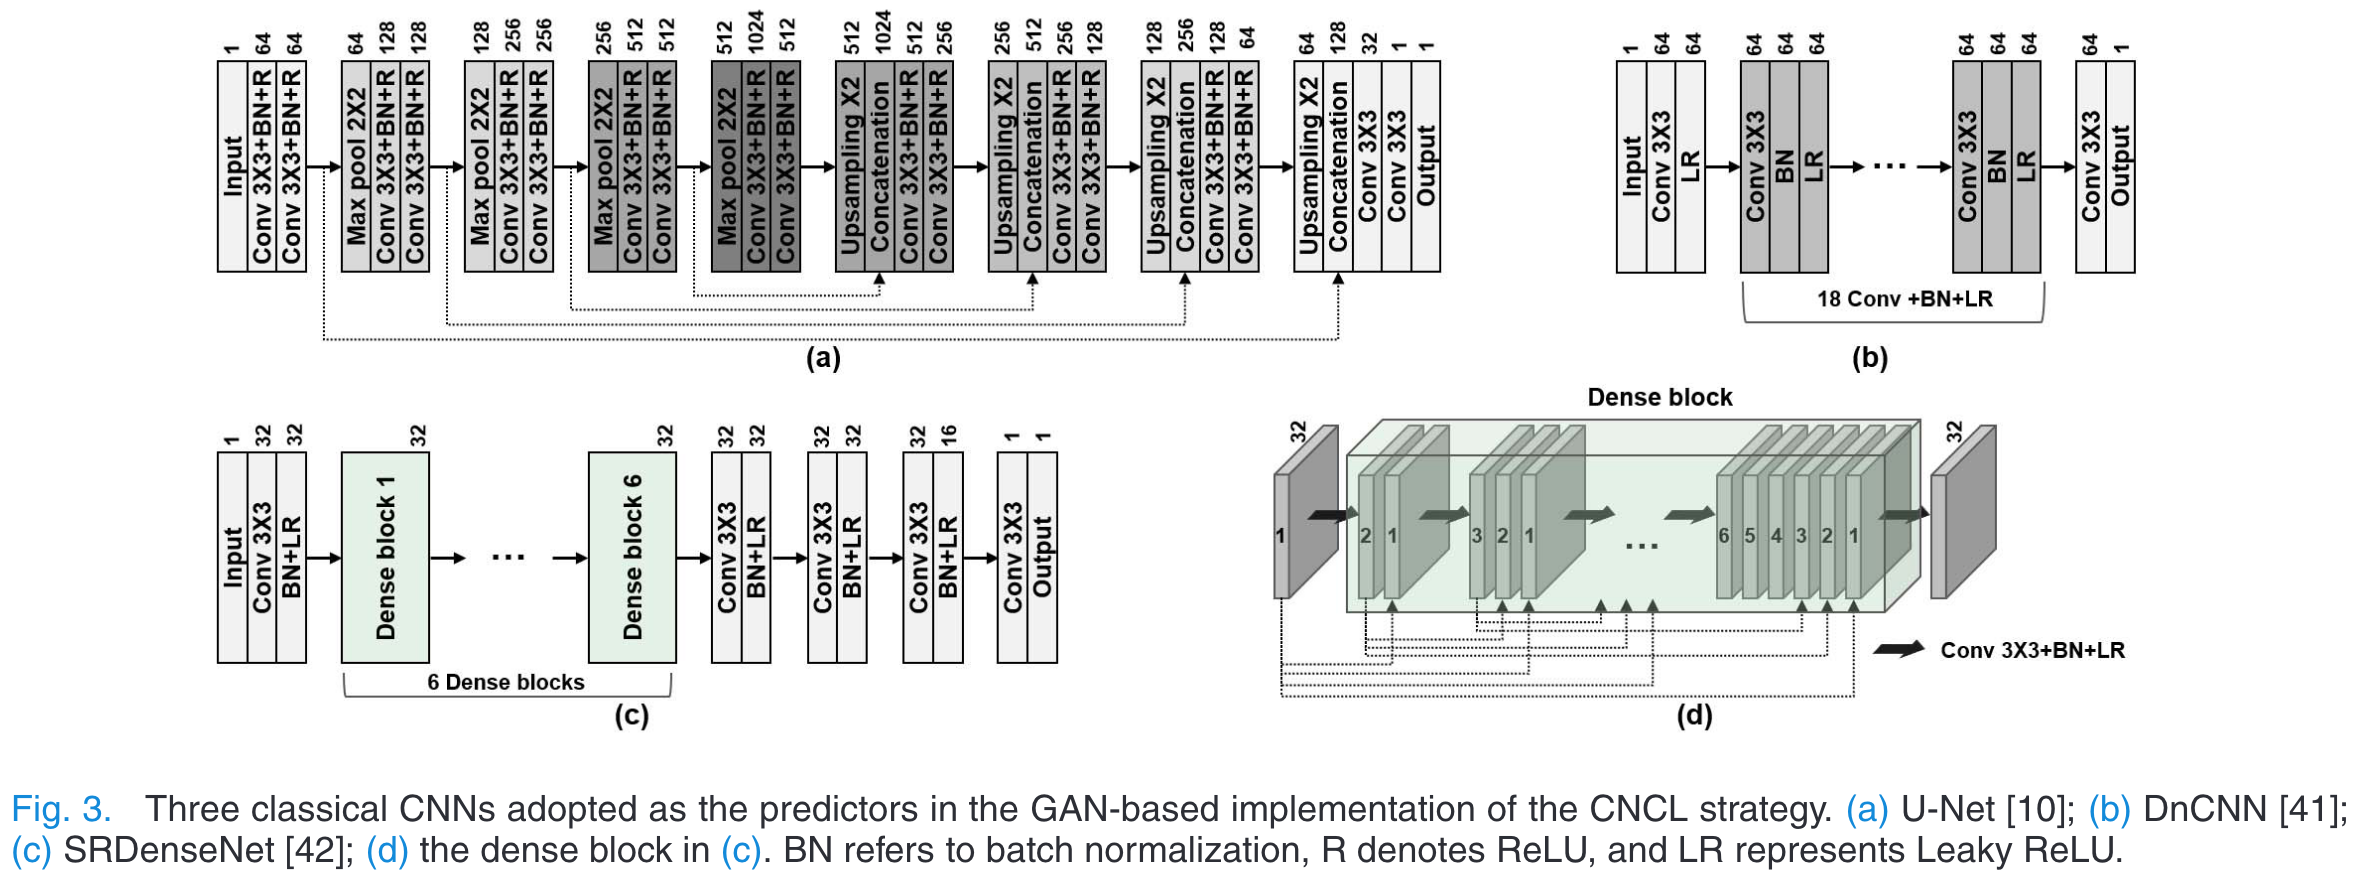 1 64 64 64 128 128 128 256 256 256 512 512 512 1024 512 512 1024 512 256 256 512 256 128 128 256 128 64 64 128 32 1 1
Input Conv 3X3+BN+R Conv 3X3+BN+R
Max pool 2X2 Conv 3X3+BN+R Conv 3X3+BN+R
Max pool 2X2 Conv 3X3+BN+R Conv 3X3+BN+R
Max pool 2X2 Conv 3X3+BN+R Conv 3X3+BN+R
Max pool 2X2 Conv 3X3+BN+R Conv 3X3+BN+R
Upsampling X2 Concatenation Conv 3X3+BN+R Conv 3X3+BN+R
Upsampling X2 Concatenation Conv 3X3+BN+R Conv 3X3+BN+R
Upsampling X2 Concatenation Conv 3X3+BN+R Conv 3X3+BN+R
Upsampling X2 Concatenation Conv 3X3 Conv 3X3 Output
(a)
1 64 64 64 64 64 64 64 64 64 1
Input Conv 3X3 LR
Conv 3X3 BN LR
...
Conv 3X3 BN LR
Conv 3X3 Output
18 Conv +BN+LR
(b)
1 32 32 32 32 32 32 32 32 32 16 1 1
Input Conv 3X3 BN+LR
Dense block 1
...
Dense block 6
Conv 3X3 BN+LR
Conv 3X3 BN+LR
Conv 3X3 BN+LR
Conv 3X3 Output
6 Dense blocks
(c)
Dense block
32 32
1 2 1 3 2 1 ... 6 5 4 3 2 1
Conv 3X3+BN+LR
(d)
Fig. 3. Three classical CNNs adopted as the predictors in the GAN-based implementation of the CNCL strategy. (a) U-Net [10]; (b) DnCNN [41];
(c) SRDenseNet [42]; (d) the dense block in (c). BN refers to batch normalization, R denotes ReLU, and LR represents Leaky ReLU.